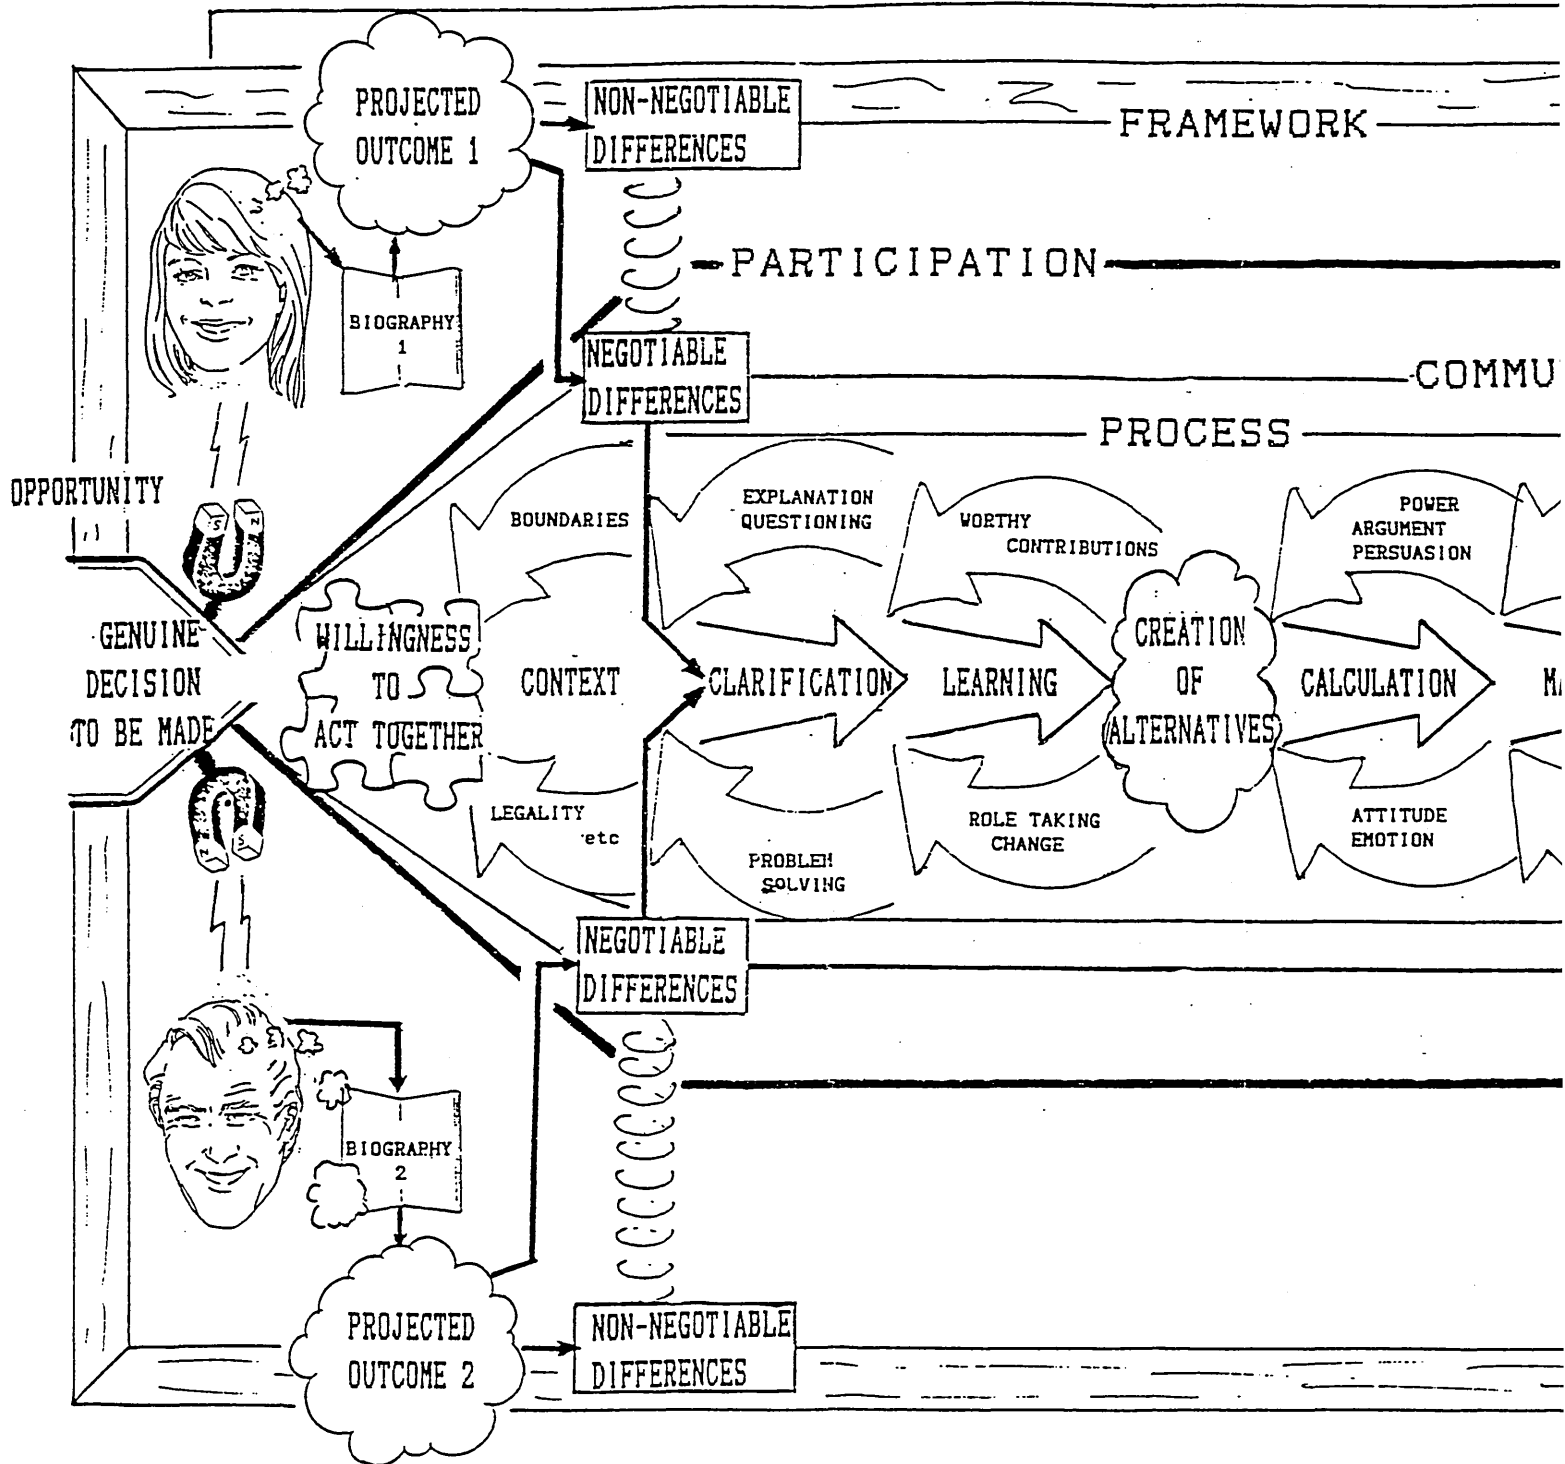 PROJECTED
OUTCOME 1
NON-NEGOTIABLE
DIFFERENCES
FRAMEWORK
PARTICIPATION
BIOGRAPHY
1
NEGOTIABLE
DIFFERENCES
COMMU
PROCESS
OPPORTUNITY
S
N
BOUNDARIES
EXPLANATION
QUESTIONING
WORTHY
CONTRIBUTIONS
POWER
ARGUMENT
PERSUASION
GENUINE
DECISION
TO BE MADE
WILLINGNESS
TO
ACT TOGETHER
CONTEXT
CLARIFICATION
LEARNING
CREATION
OF
ALTERNATIVES
CALCULATION
MA
N
S
LEGALITY
etc
PROBLEM
SOLVING
ROLE TAKING
CHANGE
ATTITUDE
EMOTION
NEGOTIABLE
DIFFERENCES
BIOGRAPHY
2
PROJECTED
OUTCOME 2
NON-NEGOTIABLE
DIFFERENCES